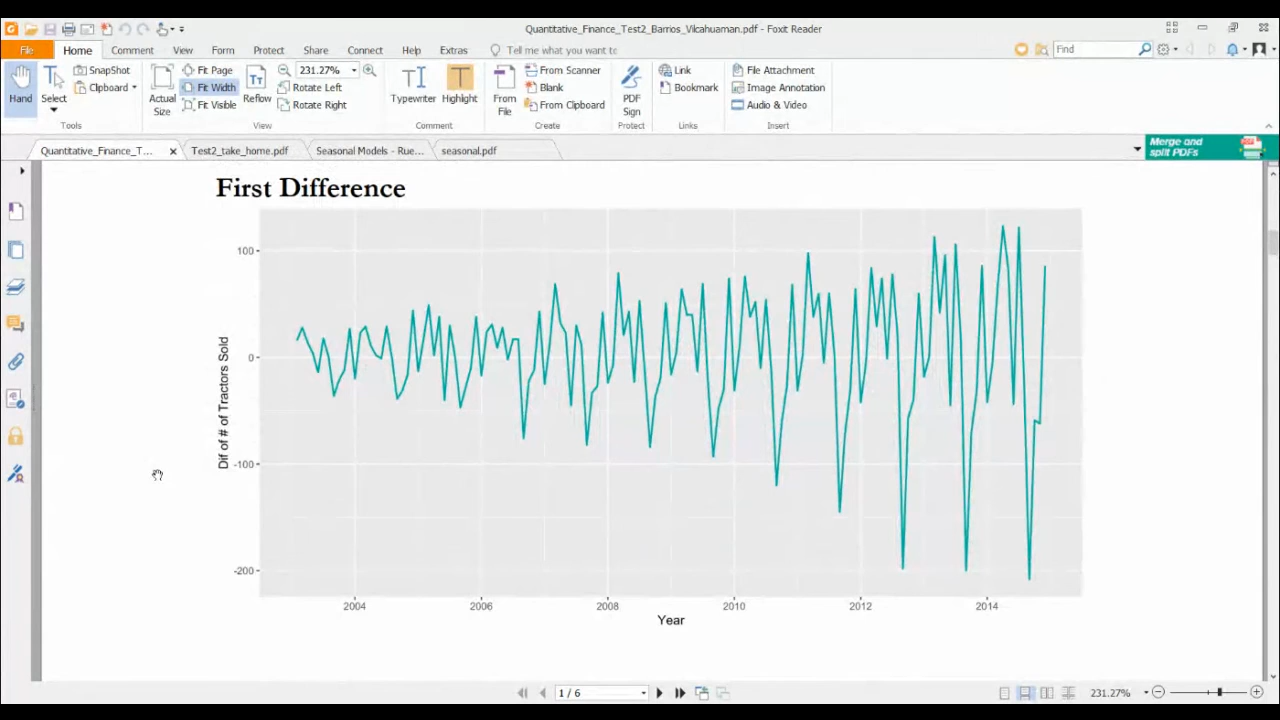 Quantitative_Finance_Test2_Barrios_Vilcahuaman.pdf - Foxit Reader
File Home Comment View Form Protect Share Connect Help Extras Tell me what you want to Find
Hand
Select
SnapShot
Clipboard
Tools
Actual Size
Fit Page
Fit Width
Fit Visible
Reflow
231.27%
Rotate Left
Rotate Right
View
Typewriter
Highlight
Comment
From File
From Scanner
Blank
From Clipboard
Create
PDF Sign
Protect
Link
Bookmark
Links
File Attachment
Image Annotation
Audio & Video
Insert
Quantitative_Finance_T... Test2_take_home.pdf Seasonal Models - Rue... seasonal.pdf
Merge and
split PDFs
First Difference
Dif of # of Tractors Sold
100
0
-100
-200
2004 2006 2008 2010 2012 2014
Year
1 / 6
231.27%